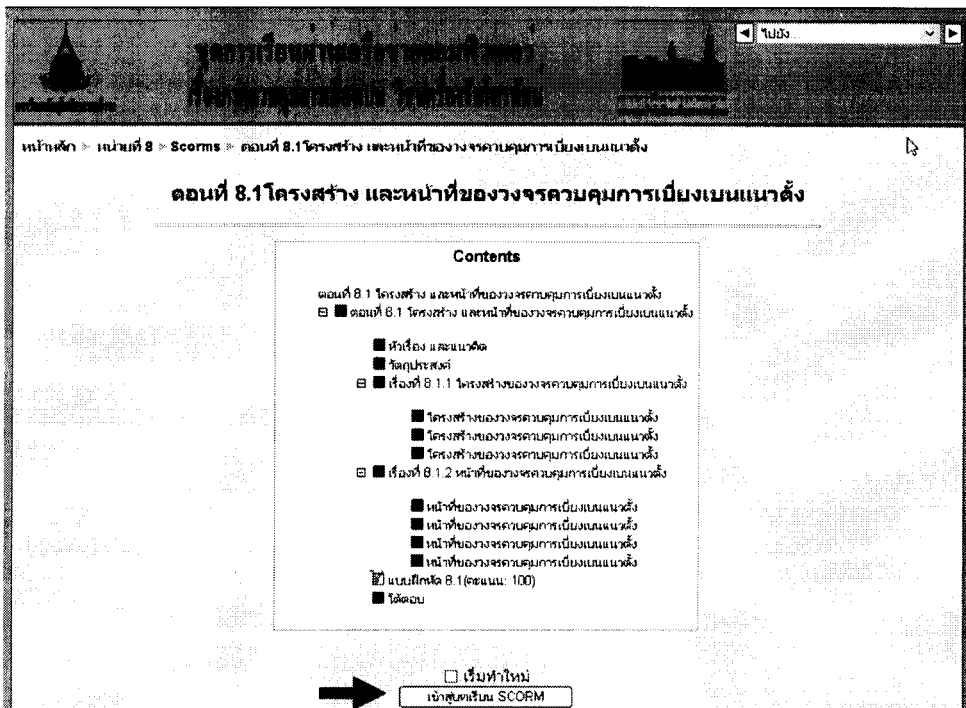 ชุดการเรียนผ่านเครือข่ายคอมพิวเตอร์
ไปยัง...
หน้าหลัก ► หน่วยที่ 8 ► Scorms ► ตอนที่ 8.1โครงสร้าง และหน้าที่ของวงจรควบคุมการเบี่ยงเบนแนวตั้ง
ตอนที่ 8.1โครงสร้าง และหน้าที่ของวงจรควบคุมการเบี่ยงเบนแนวตั้ง
Contents
ตอนที่ 8.1 โครงสร้าง และหน้าที่ของวงจรควบคุมการเบี่ยงเบนแนวตั้ง
ตอนที่ 8.1 โครงสร้าง และหน้าที่ของวงจรควบคุมการเบี่ยงเบนแนวตั้ง
หัวเรื่อง และแนวคิด
วัตถุประสงค์
เรื่องที่ 8.1.1 โครงสร้างของวงจรควบคุมการเบี่ยงเบนแนวตั้ง
โครงสร้างของวงจรควบคุมการเบี่ยงเบนแนวตั้ง
โครงสร้างของวงจรควบคุมการเบี่ยงเบนแนวตั้ง
โครงสร้างของวงจรควบคุมการเบี่ยงเบนแนวตั้ง
เรื่องที่ 8.1.2 หน้าที่ของวงจรควบคุมการเบี่ยงเบนแนวตั้ง
หน้าที่ของวงจรควบคุมการเบี่ยงเบนแนวตั้ง
หน้าที่ของวงจรควบคุมการเบี่ยงเบนแนวตั้ง
หน้าที่ของวงจรควบคุมการเบี่ยงเบนแนวตั้ง
หน้าที่ของวงจรควบคุมการเบี่ยงเบนแนวตั้ง
แบบฝึกหัด 8.1(คะแนน: 100)
โต้ตอบ
เริ่มทำใหม่
เข้าสู่บทเรียน SCORM